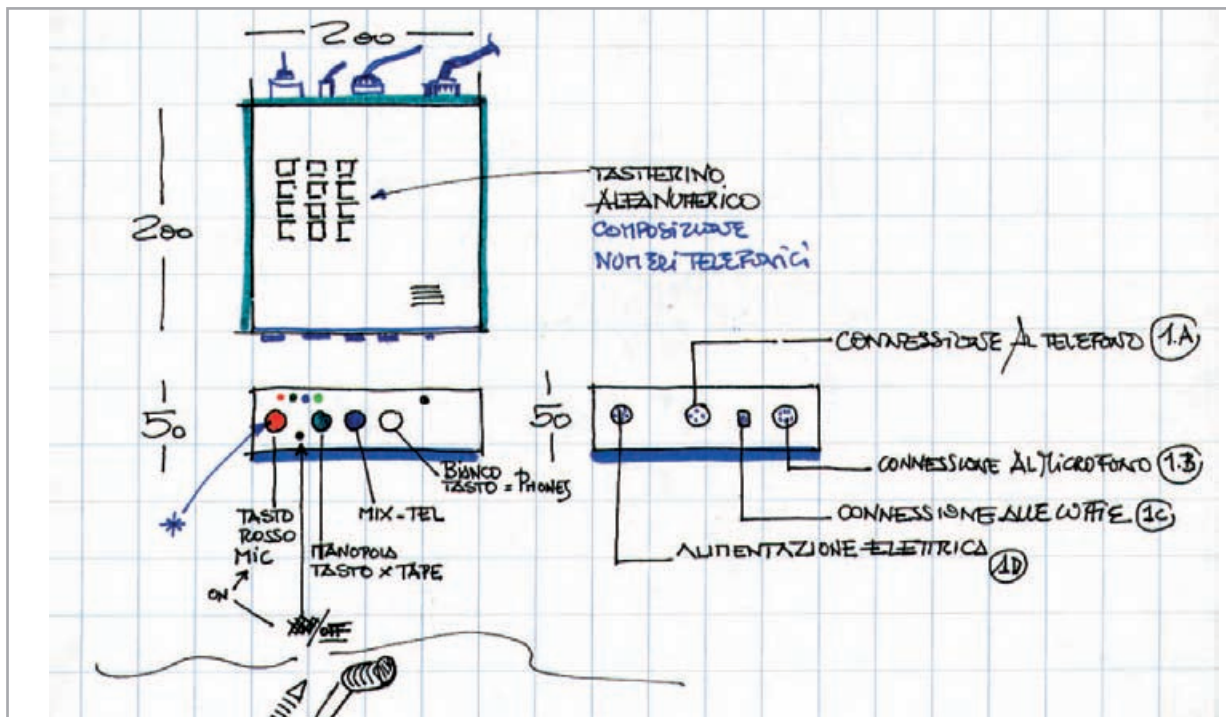 200
200
TASTIERINO
ALFANUMERICO
COMPOSIZIONE
NUMERI TELEFONICI
CONNESSIONE AL TELEFONO 1.A
50
50
BIANCO
TASTO = PHONES
CONNESSIONE AL MICROFONO 1.B
TASTO
ROSSO
MIC
MIX-TEL
CONNESSIONE ALLE CUFFIE 1C
MANOPOLA
TASTO x TAPE
ALIMENTAZIONE ELETTRICA
1D
ON
/OFF